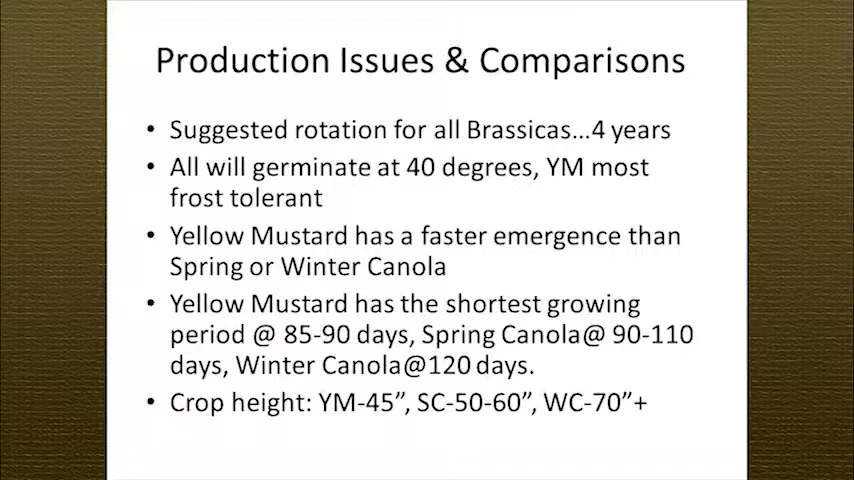 Production Issues & Comparisons
• Suggested rotation for all Brassicas...4 years
• All will germinate at 40 degrees, YM most
frost tolerant
• Yellow Mustard has a faster emergence than
Spring or Winter Canola
• Yellow Mustard has the shortest growing
period @ 85-90 days, Spring Canola@ 90-110
days, Winter Canola@120 days.
• Crop height: YM-45”, SC-50-60”, WC-70”+